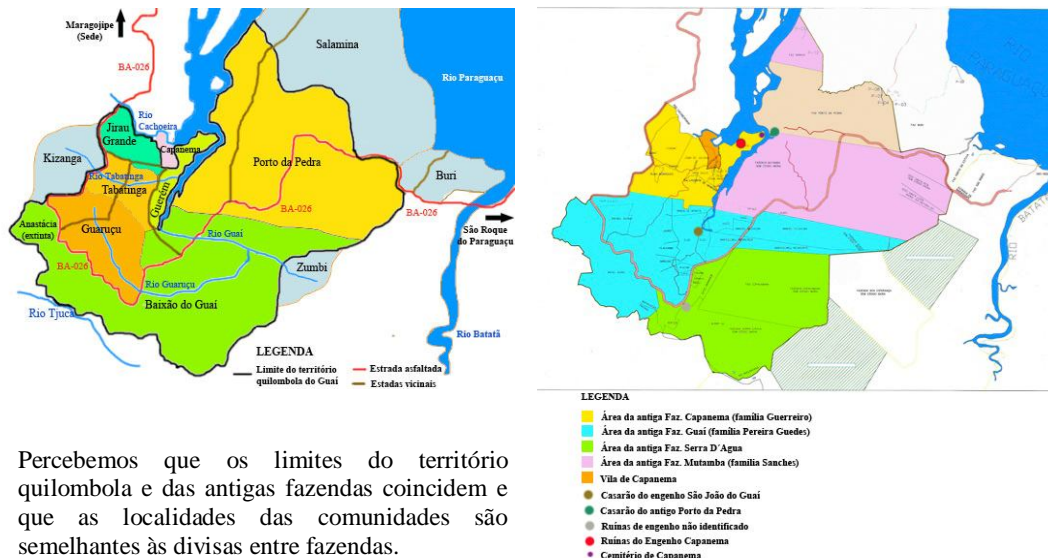 Maragojipe
(Sede)
BA-026
Salamina
Rio Paraguaçu
Rio
Cachoeira
Jirau
Grande
Capanema
Kizanga
Porto da Pedra
Rio Tabatinga
Tabatinga
Guerém
Buri
BA-026
BA-026
Anastácia
(extinta)
Guaruçu
São Roque
do Paraguaçu
Rio Guaí
BA-026
Zumbi
Rio Guaruçu
Baixão do Guaí
Rio Tjucá
Rio Batatã
LEGENDA
Limite do território
quilombola do Guaí
Estrada asfaltada
Estadas vicinais
RIO
PARAGUAÇU
RIO
BATATÃ
LEGENDA
Área da antiga Faz. Capanema (família Guerreiro)
Área da antiga Faz. Guaí (família Pereira Guedes)
Área da antiga Faz. Serra D´Agua
Área da antiga Faz. Mutamba (família Sanches)
Vila de Capanema
Casarão do engenho São João do Guaí
Casarão do antigo Porto da Pedra
Ruínas de engenho não identificado
Ruínas do Engenho Capanema
Cemitério de Capanema
Percebemos que os limites do território
quilombola e das antigas fazendas coincidem e
que as localidades das comunidades são
semelhantes às divisas entre fazendas.